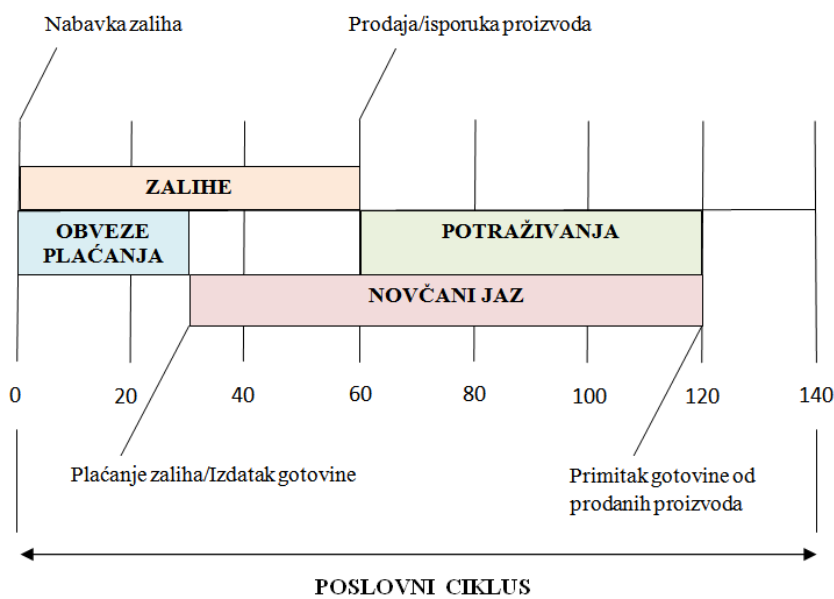 Nabavka zaliha
Prodaja/isporuka proizvoda
ZALIHE
OBVEZE
PLAĆANJA
POTRAŽIVANJA
NOVČANI JAZ
0
20
40
60
80
100
120
140
Plaćanje zaliha/Izdatak gotovine
Primitak gotovine od
prodanih proizvoda
POSLOVNI CIKLUS